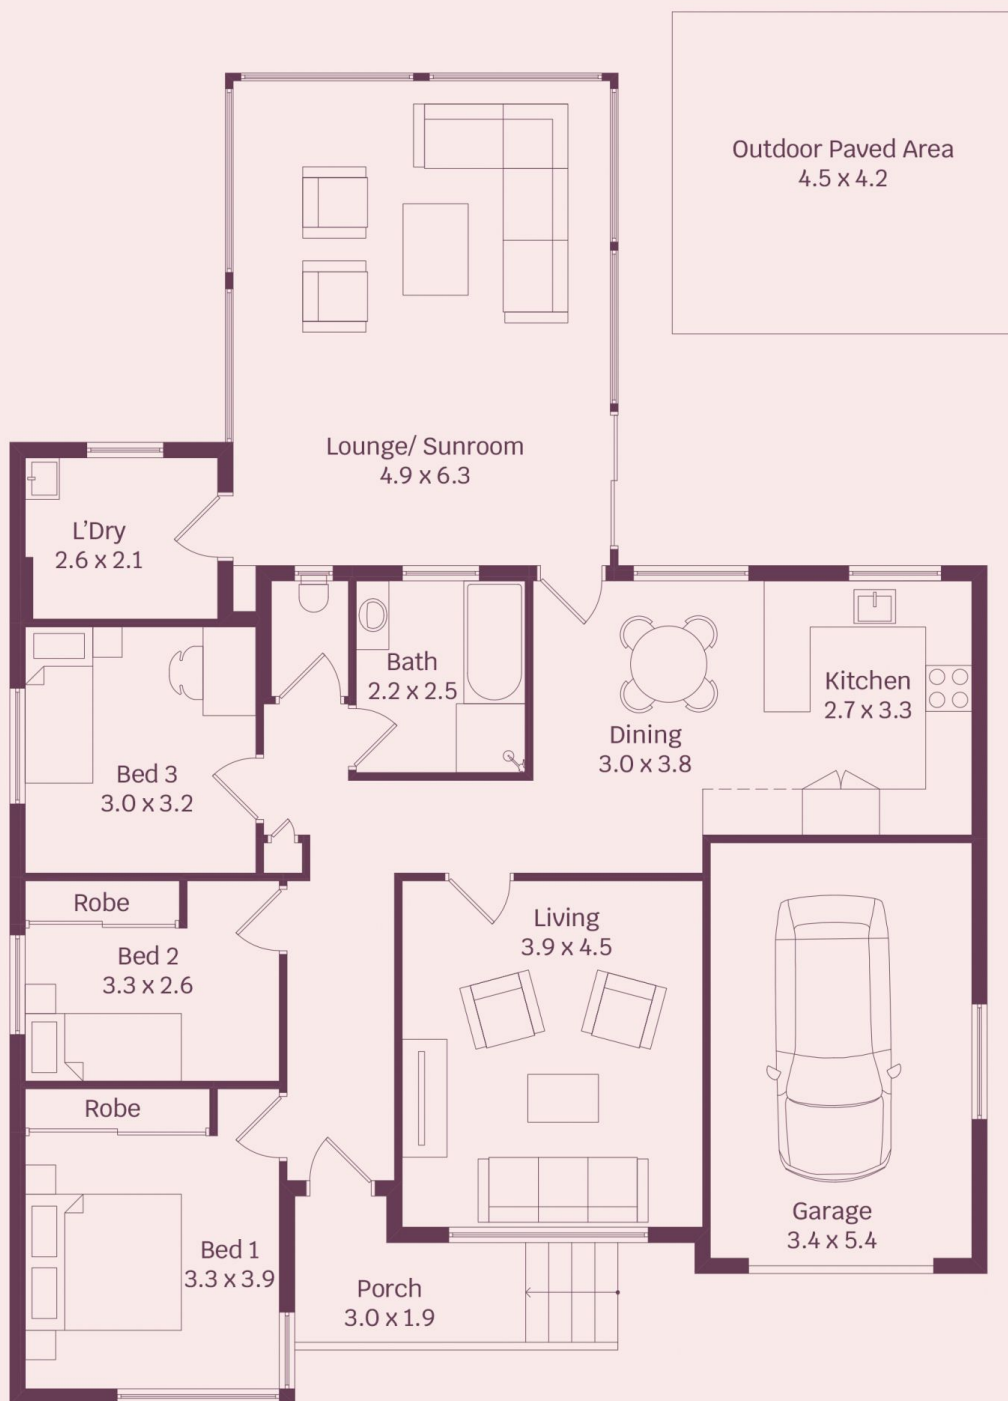 Outdoor Paved Area
4.5 x 4.2
Lounge/ Sunroom
4.9 x 6.3
L'Dry
2.6 x 2.1
Bath
2.2 x 2.5
Kitchen
2.7 x 3.3
Dining
3.0 x 3.8
Bed 3
3.0 x 3.2
Robe
Bed 2
3.3 x 2.6
Living
3.9 x 4.5
Robe
Garage
3.4 x 5.4
Bed 1
3.3 x 3.9
Porch
3.0 x 1.9